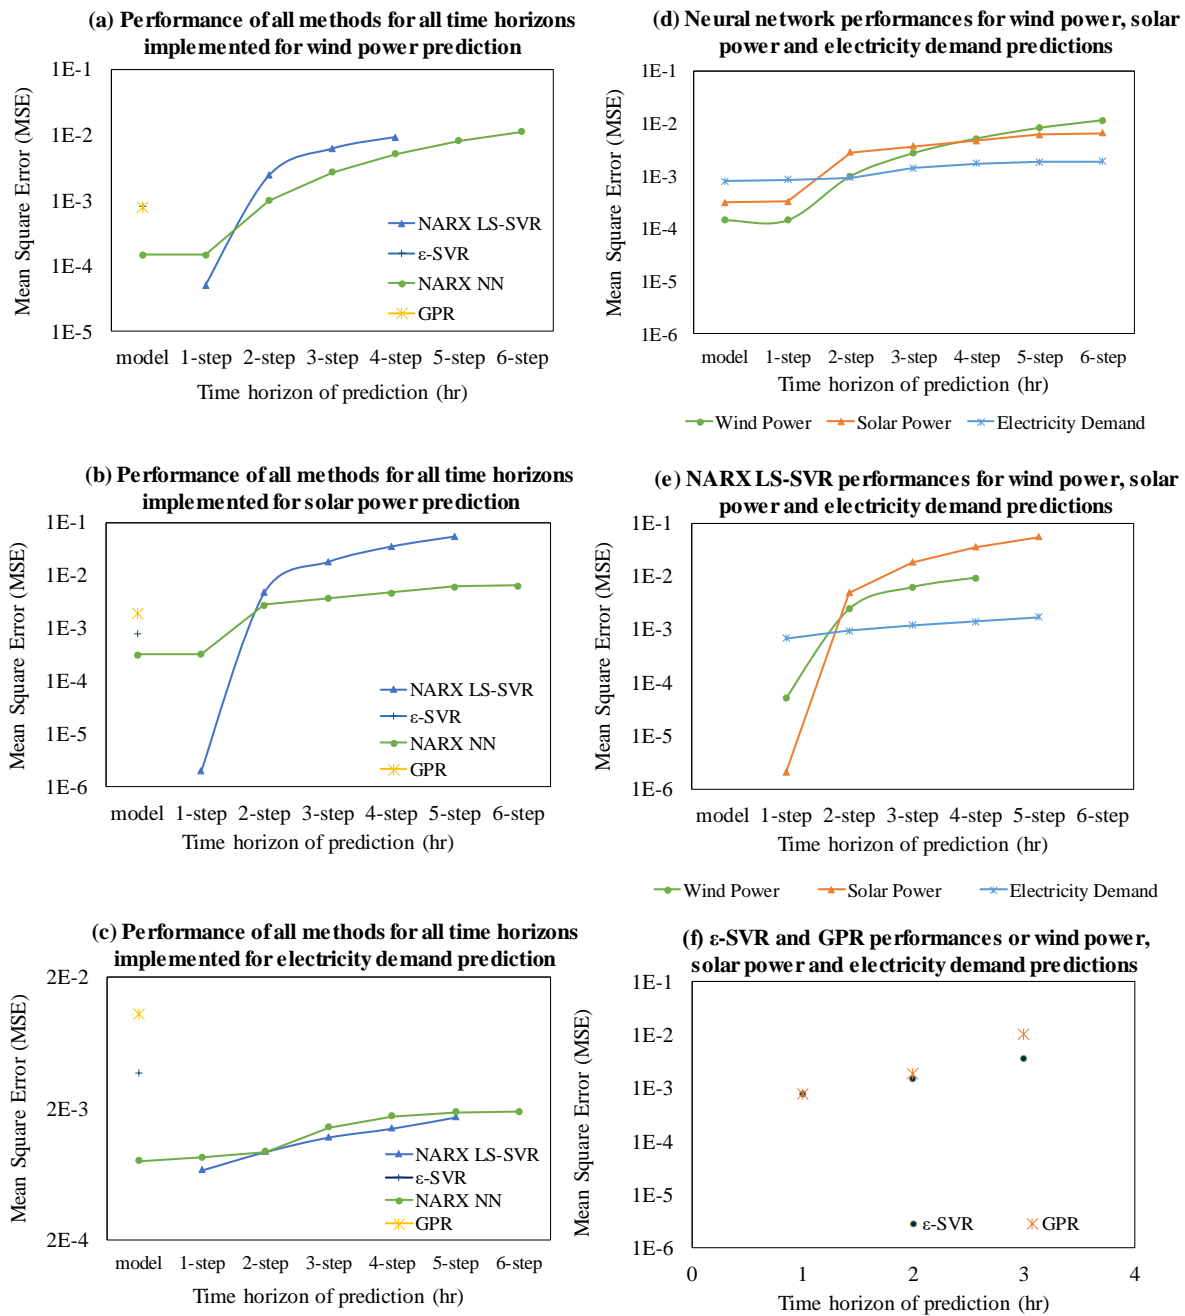 (a) Performance of all methods for all time horizons
implemented for wind power prediction
Mean Square Error (MSE)
1E-1
1E-2
1E-3
1E-4
1E-5
NARX LS-SVR
ε-SVR
NARX NN
GPR
model 1-step 2-step 3-step 4-step 5-step 6-step
Time horizon of prediction (hr)
(d) Neural network performances for wind power, solar
power and electricity demand predictions
Mean Square Error (MSE)
1E-1
1E-2
1E-3
1E-4
1E-5
1E-6
model 1-step 2-step 3-step 4-step 5-step 6-step
Time horizon of prediction (hr)
Wind Power Solar Power Electricity Demand
(b) Performance of all methods for all time horizons
implemented for solar power prediction
Mean Square Error (MSE)
1E-1
1E-2
1E-3
1E-4
1E-5
1E-6
NARX LS-SVR
ε-SVR
NARX NN
GPR
model 1-step 2-step 3-step 4-step 5-step 6-step
Time horizon of prediction (hr)
(e) NARX LS-SVR performances for wind power, solar
power and electricity demand predictions
Mean Square Error (MSE)
1E-1
1E-2
1E-3
1E-4
1E-5
1E-6
model 1-step 2-step 3-step 4-step 5-step 6-step
Time horizon of prediction (hr)
Wind Power Solar Power Electricity Demand
(c) Performance of all methods for all time horizons
implemented for electricity demand prediction
Mean Square Error (MSE)
2E-2
2E-3
2E-4
NARX LS-SVR
ε-SVR
NARX NN
GPR
model 1-step 2-step 3-step 4-step 5-step 6-step
Time horizon of prediction (hr)
(f) ε-SVR and GPR performances or wind power,
solar power and electricity demand predictions
Mean Square Error (MSE)
1E-1
1E-2
1E-3
1E-4
1E-5
1E-6
ε-SVR GPR
0 1 2 3 4
Time horizon of prediction (hr)